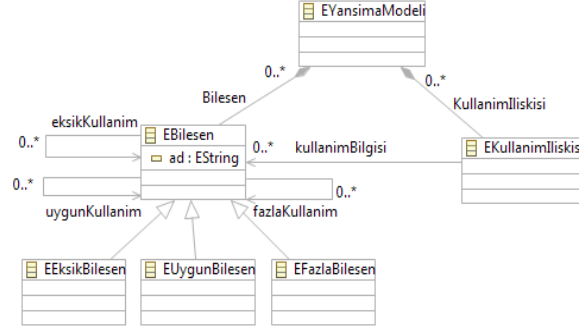 EYansimaModeli
0..*
0..*
Bilesen
KullanimIliskisi
eksikKullanim
0..*
EBilesen
ad : EString
0..*
kullanimBilgisi
EKullanimIliskis
0..*
0..*
uygunKullanim
fazlaKullanim
EEksikBilesen
EUygunBilesen
EFazlaBilesen